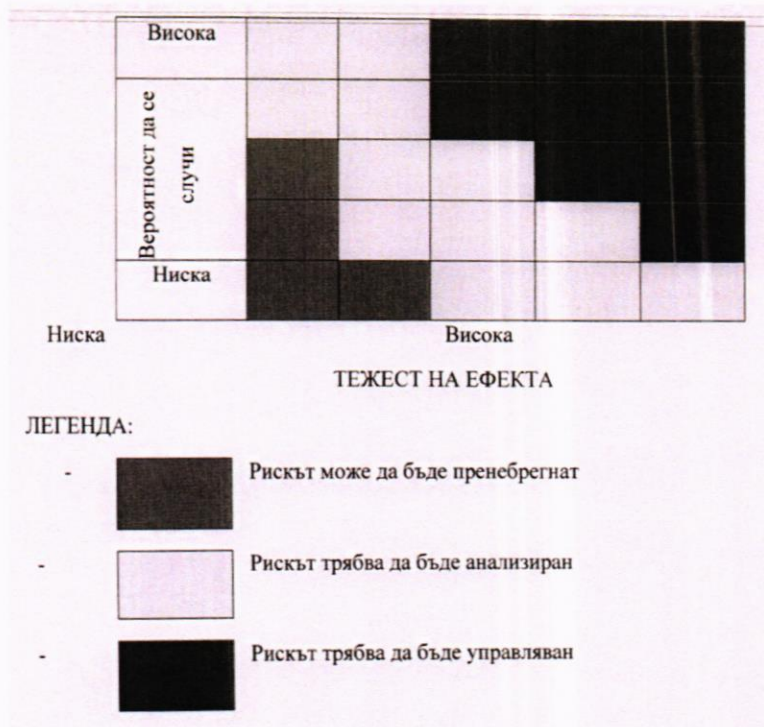 Висока
Вероятност да се
случи
Ниска
Ниска
Висока
ТЕЖЕСТ НА ЕФЕКТА
ЛЕГЕНДА:
- Рискът може да бъде пренебрегнат
- Рискът трябва да бъде анализиран
- Рискът трябва да бъде управляван